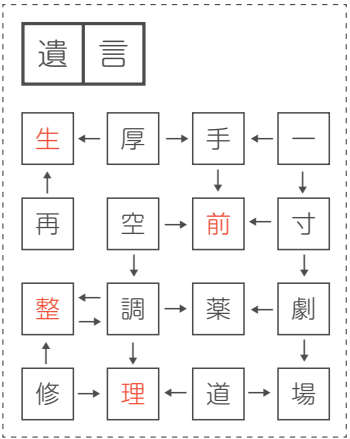 遺言
生 厚 手 一
再 空 前 寸
整 調 薬 劇
修 理 道 場